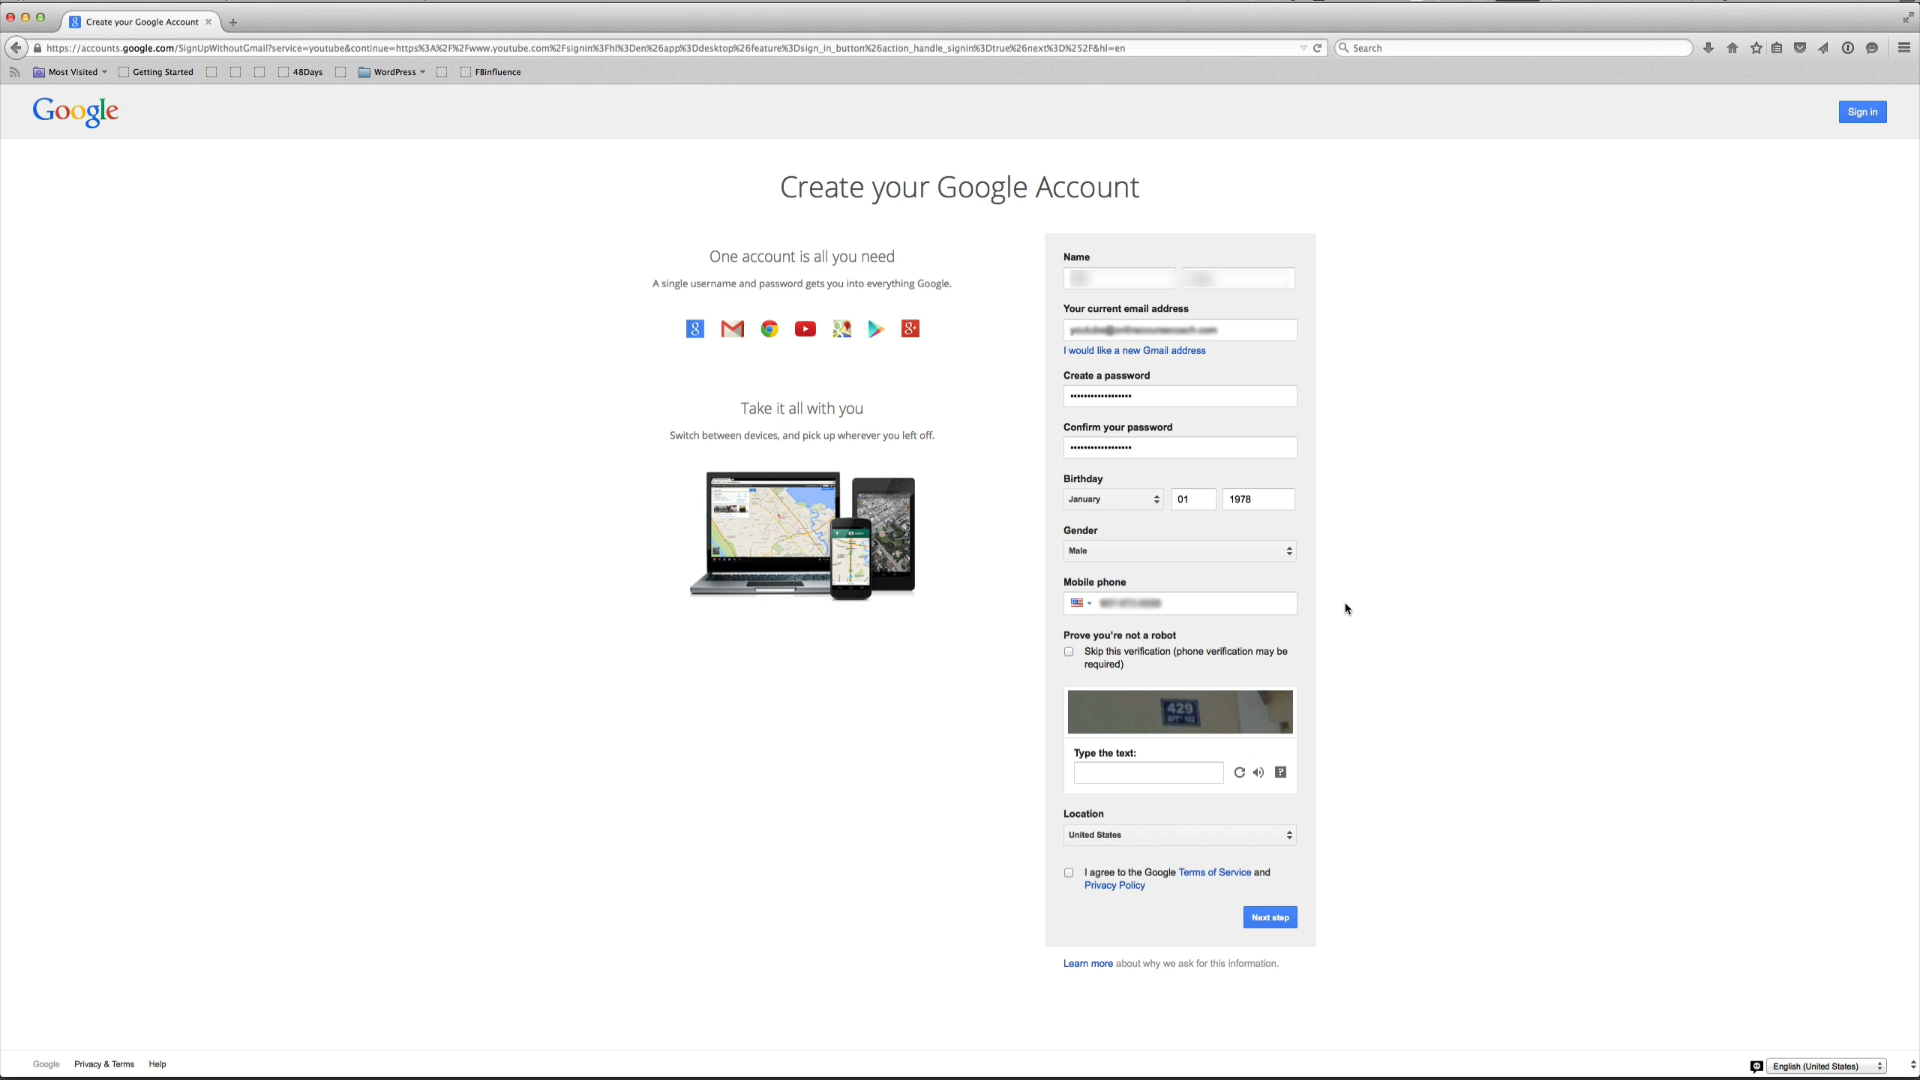 Create your Google Account
https://accounts.google.com/SignUpWithoutGmail?service=youtube&continue=https%3A%2F%2Fwww.youtube.com%2Fsignin%3Fhl%3Den%26app%3Ddesktop%26feature%3Dsign_in_button%26action_handle_signin%3Dtrue%26next%3D%252F&hl=en
Search
Most Visited Getting Started 48Days WordPress FBinfluence
Google
Sign in
Create your Google Account
One account is all you need
A single username and password gets you into everything Google.
Take it all with you
Switch between devices, and pick up wherever you left off.
Name
Your current email address
I would like a new Gmail address
Create a password
Confirm your password
Birthday
January 01 1978
Gender
Male
Mobile phone
Prove you're not a robot
Skip this verification (phone verification may be
required)
429
Type the text:
Location
United States
I agree to the Google Terms of Service and
Privacy Policy
Next step
Learn more about why we ask for this information.
Google Privacy & Terms Help
English (United States)